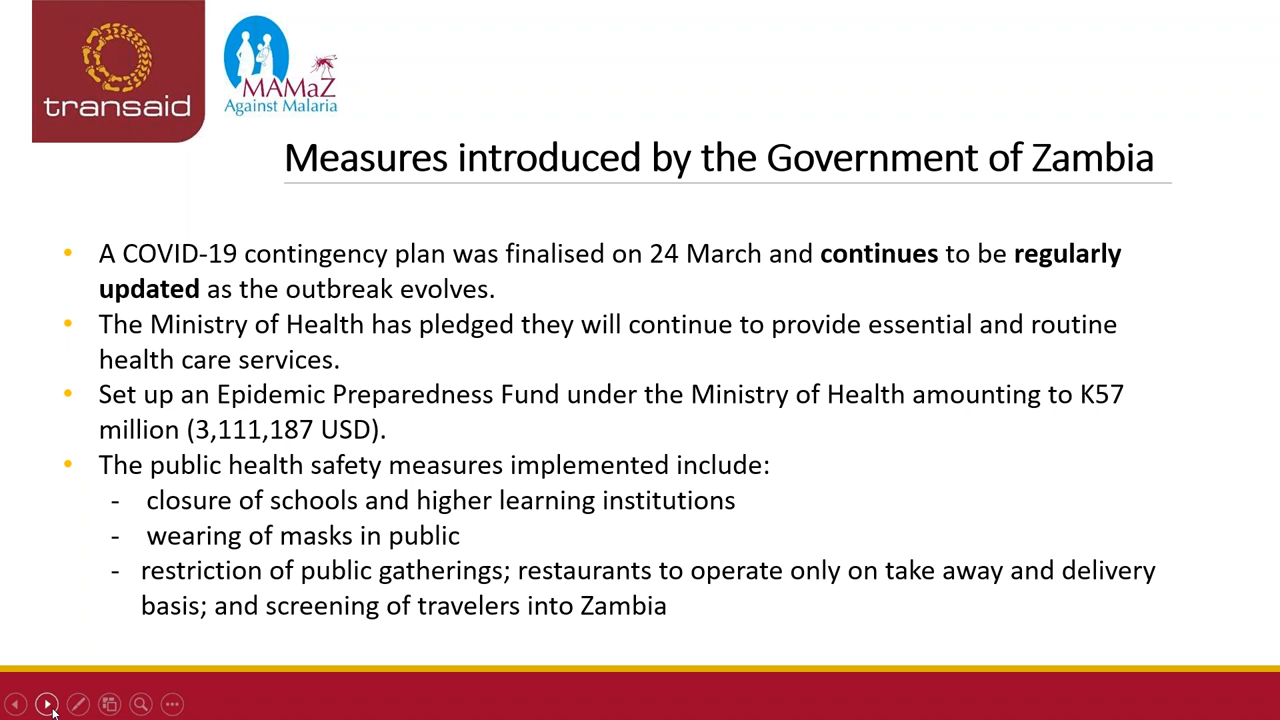 transaid
MAMaZ
Against Malaria
Measures introduced by the Government of Zambia
• A COVID-19 contingency plan was finalised on 24 March and continues to be regularly
updated as the outbreak evolves.
• The Ministry of Health has pledged they will continue to provide essential and routine
health care services.
• Set up an Epidemic Preparedness Fund under the Ministry of Health amounting to K57
million (3,111,187 USD).
• The public health safety measures implemented include:
- closure of schools and higher learning institutions
- wearing of masks in public
- restriction of public gatherings; restaurants to operate only on take away and delivery
basis; and screening of travelers into Zambia